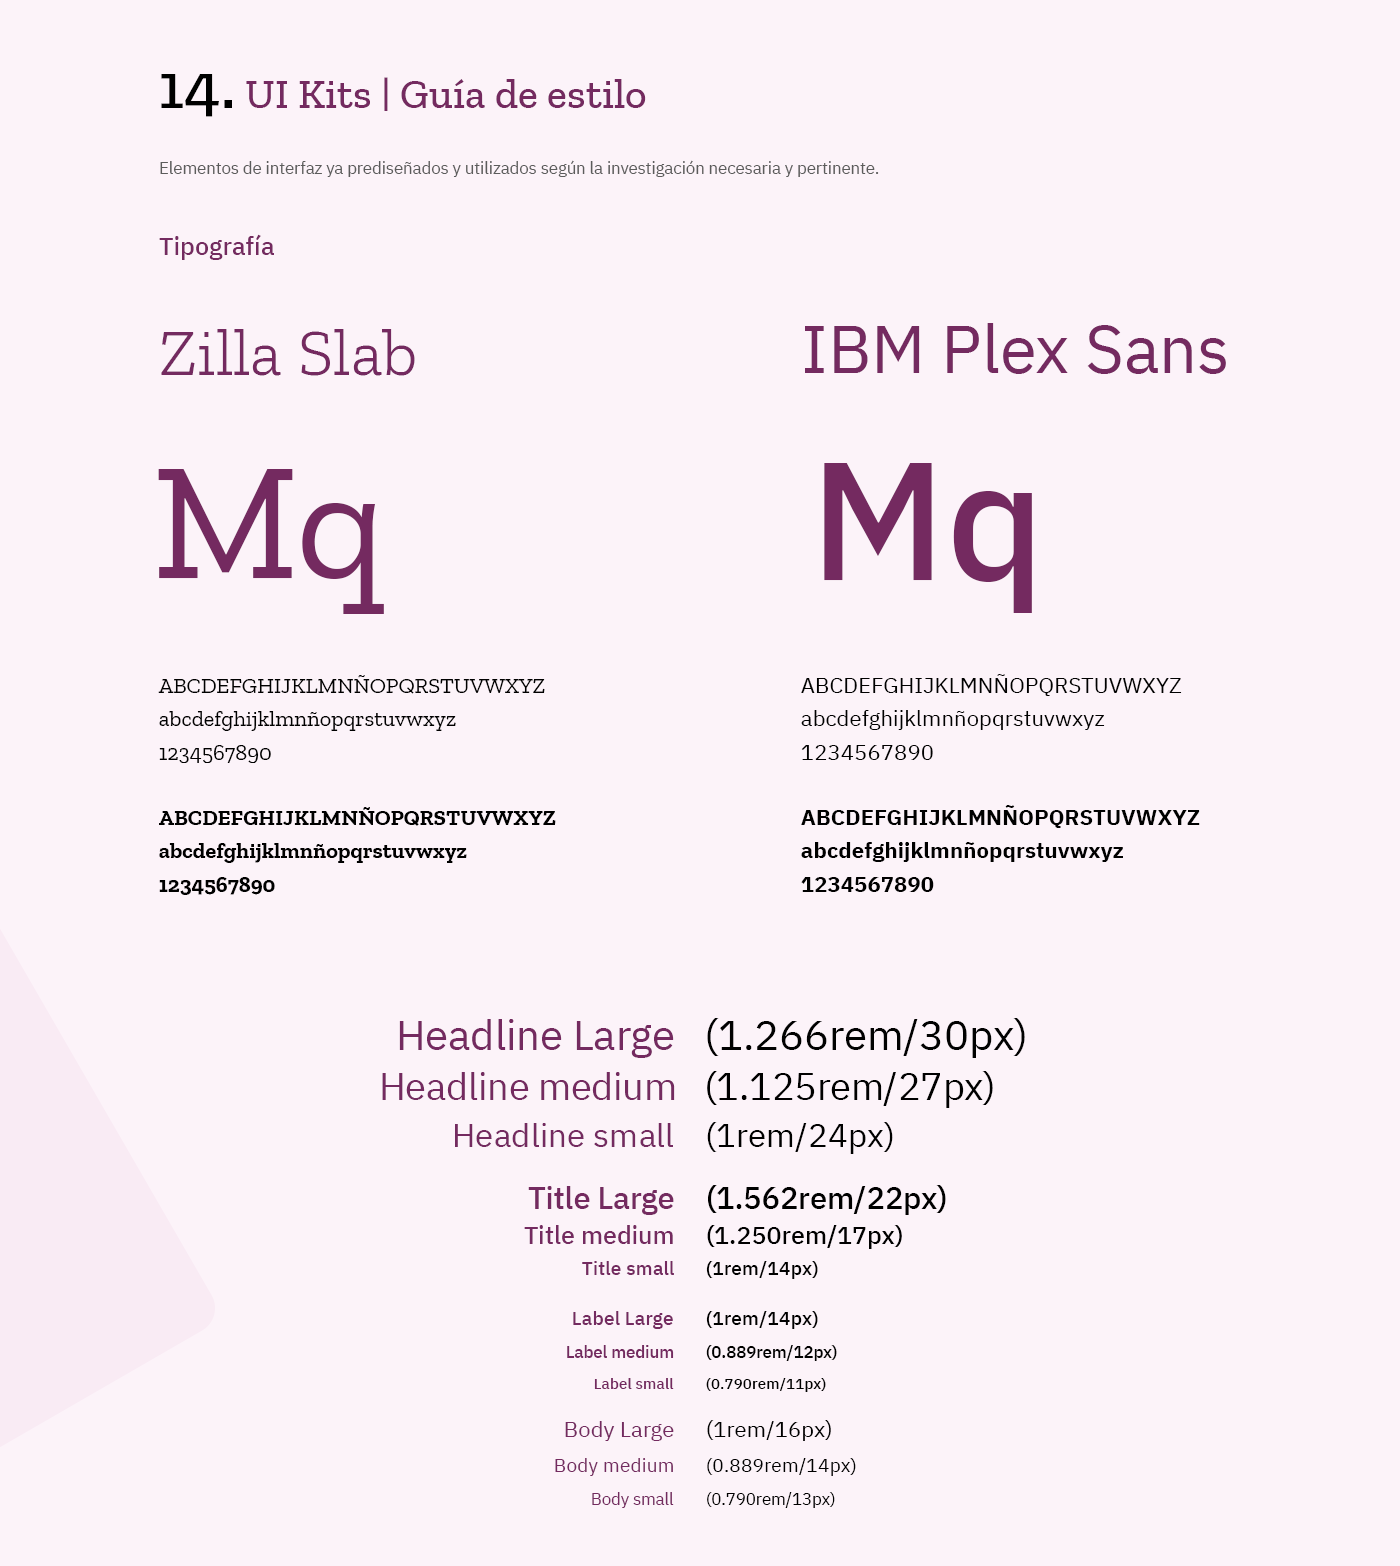 14. UI Kits | Guía de estilo
Elementos de interfaz ya prediseñados y utilizados según la investigación necesaria y pertinente.
Tipografía
Zilla Slab
Mq
ABCDEFGHIJKLMNÑOPQRSTUVWXYZ
abcdefghijklmnñopqrstuvwxyz
1234567890
ABCDEFGHIJKLMNÑOPQRSTUVWXYZ
abcdefghijklmnñopqrstuvwxyz
1234567890
IBM Plex Sans
Mq
ABCDEFGHIJKLMNÑOPQRSTUVWXYZ
abcdefghijklmnñopqrstuvwxyz
1234567890
ABCDEFGHIJKLMNÑOPQRSTUVWXYZ
abcdefghijklmnñopqrstuvwxyz
1234567890
Headline Large (1.266rem/30px)
Headline medium (1.125rem/27px)
Headline small (1rem/24px)
Title Large (1.562rem/22px)
Title medium (1.250rem/17px)
Title small (1rem/14px)
Label Large (1rem/14px)
Label medium (0.889rem/12px)
Label small (0.790rem/11px)
Body Large (1rem/16px)
Body medium (0.889rem/14px)
Body small (0.790rem/13px)